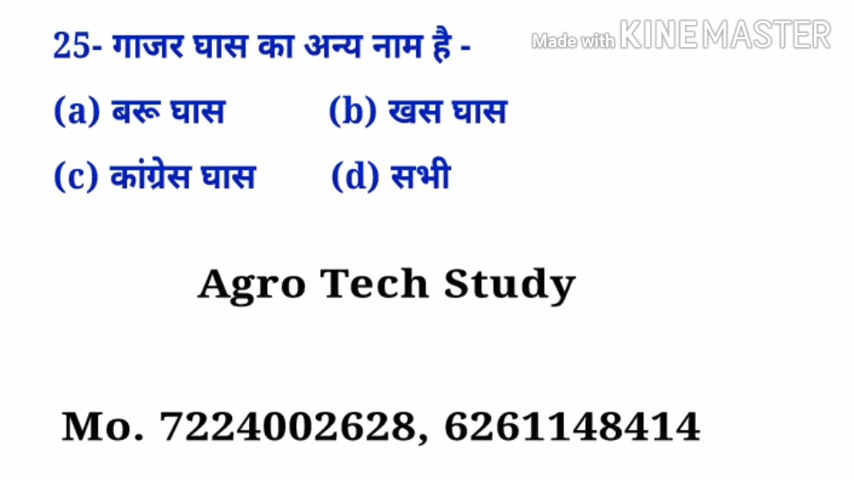 25- गाजर घास का अन्य नाम है -
Made with KINEMASTER
(a) बरू घास (b) खस घास
(c) कांग्रेस घास (d) सभी
Agro Tech Study
Mo. 7224002628, 6261148414